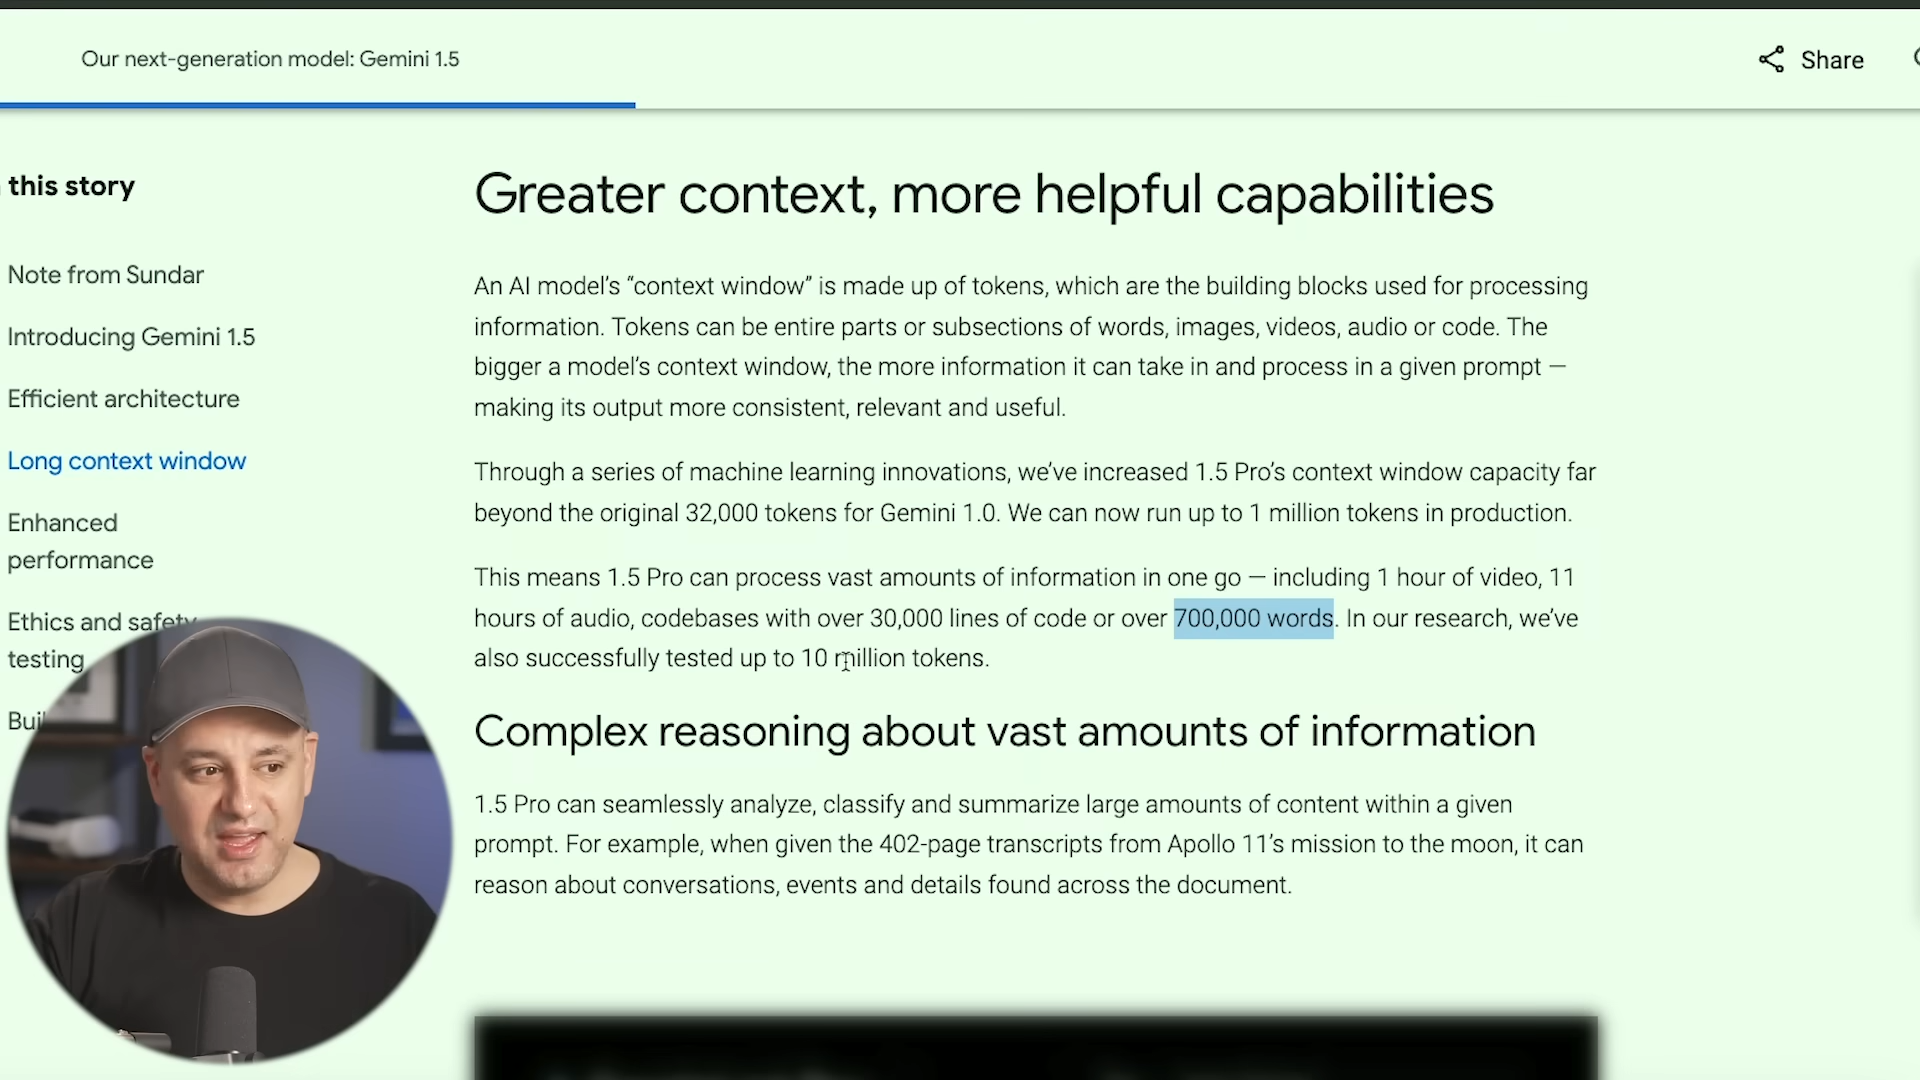 Our next-generation model: Gemini 1.5
Share
this story
Note from Sundar
Introducing Gemini 1.5
Efficient architecture
Long context window
Enhanced
performance
Ethics and safety
testing
Greater context, more helpful capabilities
An AI model’s “context window” is made up of tokens, which are the building blocks used for processing
information. Tokens can be entire parts or subsections of words, images, videos, audio or code. The
bigger a model’s context window, the more information it can take in and process in a given prompt —
making its output more consistent, relevant and useful.
Through a series of machine learning innovations, we’ve increased 1.5 Pro’s context window capacity far
beyond the original 32,000 tokens for Gemini 1.0. We can now run up to 1 million tokens in production.
This means 1.5 Pro can process vast amounts of information in one go — including 1 hour of video, 11
hours of audio, codebases with over 30,000 lines of code or over 700,000 words. In our research, we’ve
also successfully tested up to 10 million tokens.
Complex reasoning about vast amounts of information
1.5 Pro can seamlessly analyze, classify and summarize large amounts of content within a given
prompt. For example, when given the 402-page transcripts from Apollo 11’s mission to the moon, it can
reason about conversations, events and details found across the document.